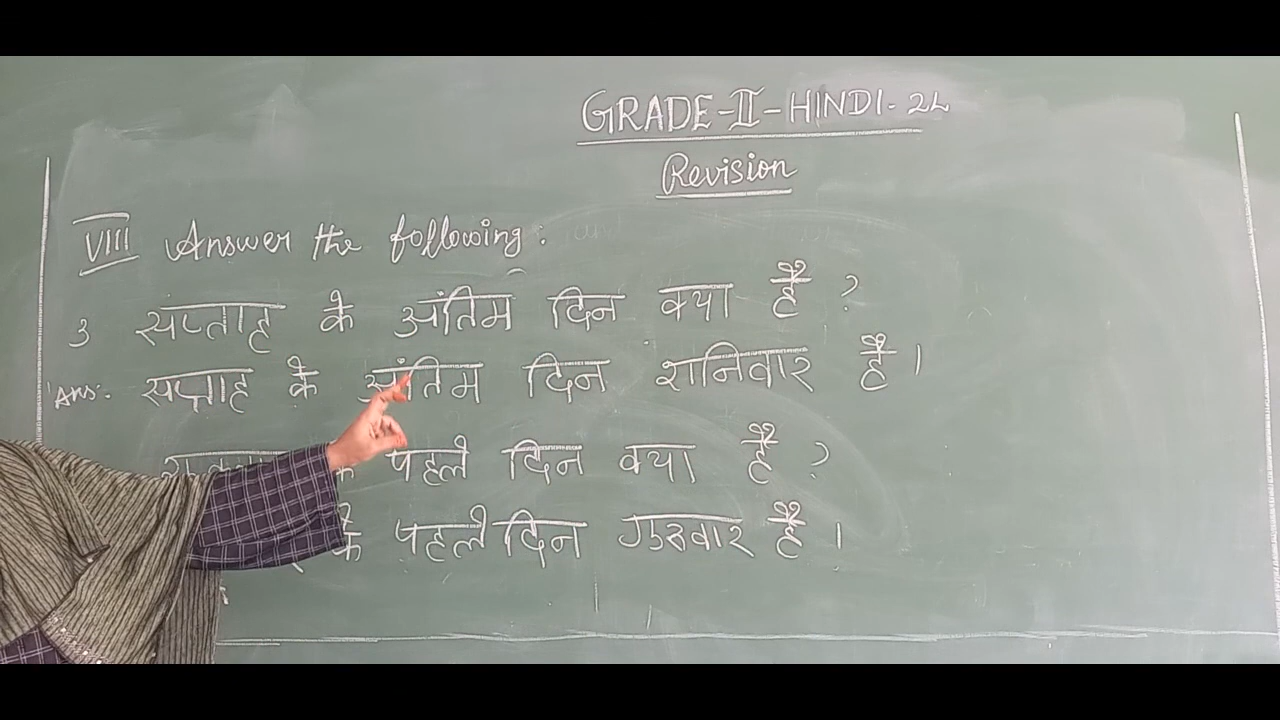 GRADE-II-HINDI-2L
Revision
VIII Answer the following:
3 सप्ताह के अंतिम दिन क्या है ?
Ans: सप्ताह के अंतिम दिन शनिवार है।
के पहले दिन क्या है ?
के पहले दिन गुरुवार है।